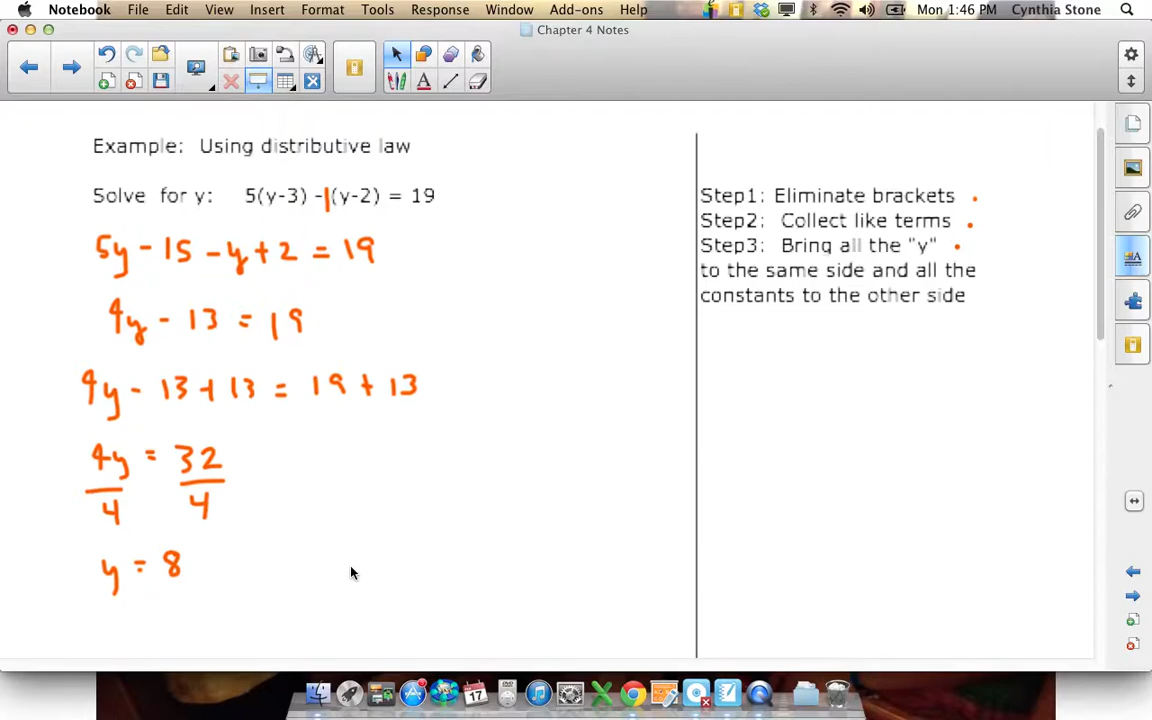 Notebook File Edit View Insert Format Tools Response Window Add-ons Help Mon 1:46 PM Cynthia Stone
Chapter 4 Notes
Example: Using distributive law
Solve for y: 5(y-3) -1(y-2) = 19
5y - 15 - y + 2 = 19
4y - 13 = 19
4y - 13 + 13 = 19 + 13
4y = 32
4 4
y = 8
Step1: Eliminate brackets
Step2: Collect like terms
Step3: Bring all the "y"
to the same side and all the
constants to the other side
17